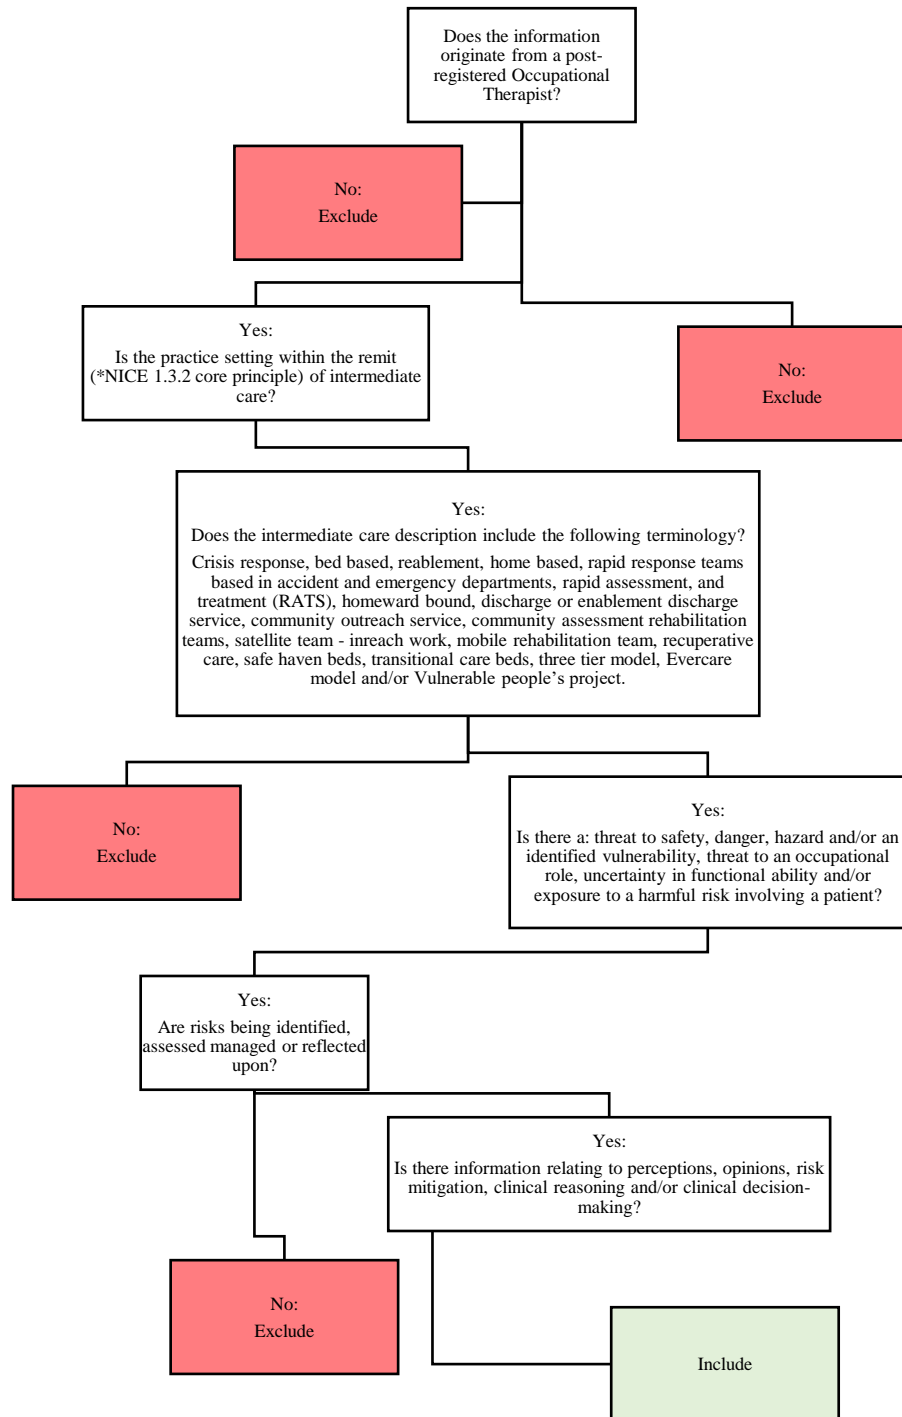 Does the information
originate from a post-
registered Occupational
Therapist?
No:
Exclude
Yes:
Is the practice setting within the remit
(*NICE 1.3.2 core principle) of intermediate
care?
No:
Exclude
Yes:
Does the intermediate care description include the following terminology?
Crisis response, bed based, reablement, home based, rapid response teams
based in accident and emergency departments, rapid assessment, and
treatment (RATS), homeward bound, discharge or enablement discharge
service, community outreach service, community assessment rehabilitation
teams, satellite team - inreach work, mobile rehabilitation team, recuperative
care, safe haven beds, transitional care beds, three tier model, Evercare
model and/or Vulnerable people’s project.
No:
Exclude
Yes:
Is there a: threat to safety, danger, hazard and/or an
identified vulnerability, threat to an occupational
role, uncertainty in functional ability and/or
exposure to a harmful risk involving a patient?
Yes:
Are risks being identified,
assessed managed or reflected
upon?
Yes:
Is there information relating to perceptions, opinions, risk
mitigation, clinical reasoning and/or clinical decision-
making?
No:
Exclude
Include